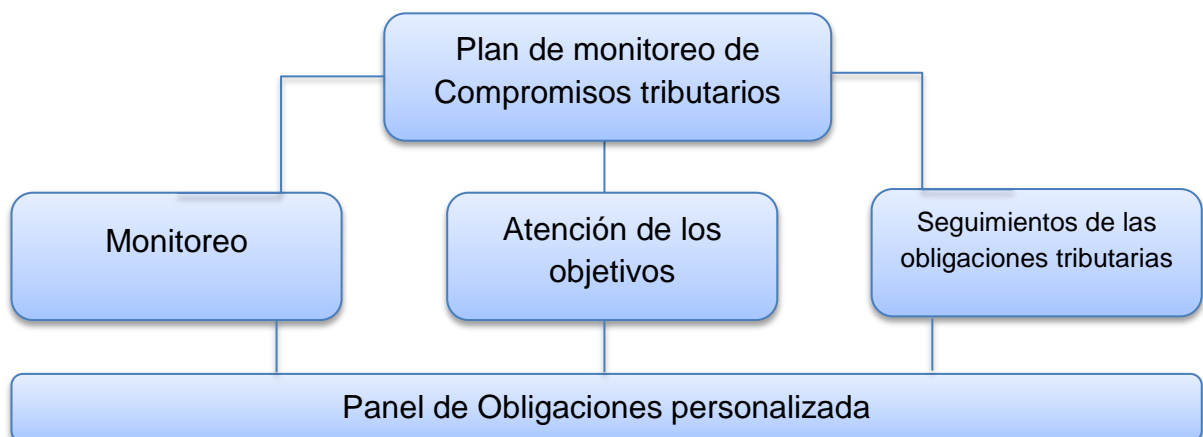 Plan de monitoreo de
Compromisos tributarios
Monitoreo
Atención de los
objetivos
Seguimientos de las
obligaciones tributarias
Panel de Obligaciones personalizada